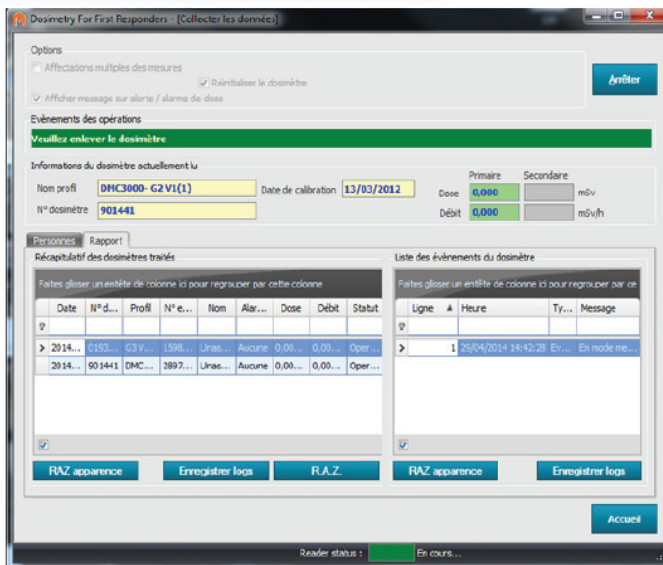 Dosimetry For First Responders - [Collecter les données]
Options
Affectations multiples des mesures
Réinitialiser le dosimètre
Afficher message sur alerte / alarme de dose
Arrêter
Evènements des opérations
Veuillez enlever le dosimètre
Informations du dosimètre actuellement lu
Primaire Secondaire
Nom profil DMC3000- G2 V1(1) Date de calibration 13/03/2012 Dose 0,000 mSv
N° dosimètre 901441 Débit 0,000 mSv/h
Personnes Rapport
Récapitulatif des dosimètres traités Liste des évènements du dosimètre
Faites glisser un entête de colonne ici pour regrouper par cette colonne Faites glisser un entête de colonne ici pour regrouper par ce
Date N° d... Profil N° e... Nom Alar... Dose Débit Statut Ligne Heure Ty... Message
2014... 0193... G3 V... 1598... Unas... Aucune 0,00... 0,00... Oper... 1 29/04/2014 14:42:28 Ev... En mode me...
2014... 901441 DMC... 2897... Unas... Aucune 0,00... 0,00... Oper...
RAZ apparence Enregistrer logs R.A.Z. RAZ apparence Enregistrer logs
Accueil
Reader status : En cours...